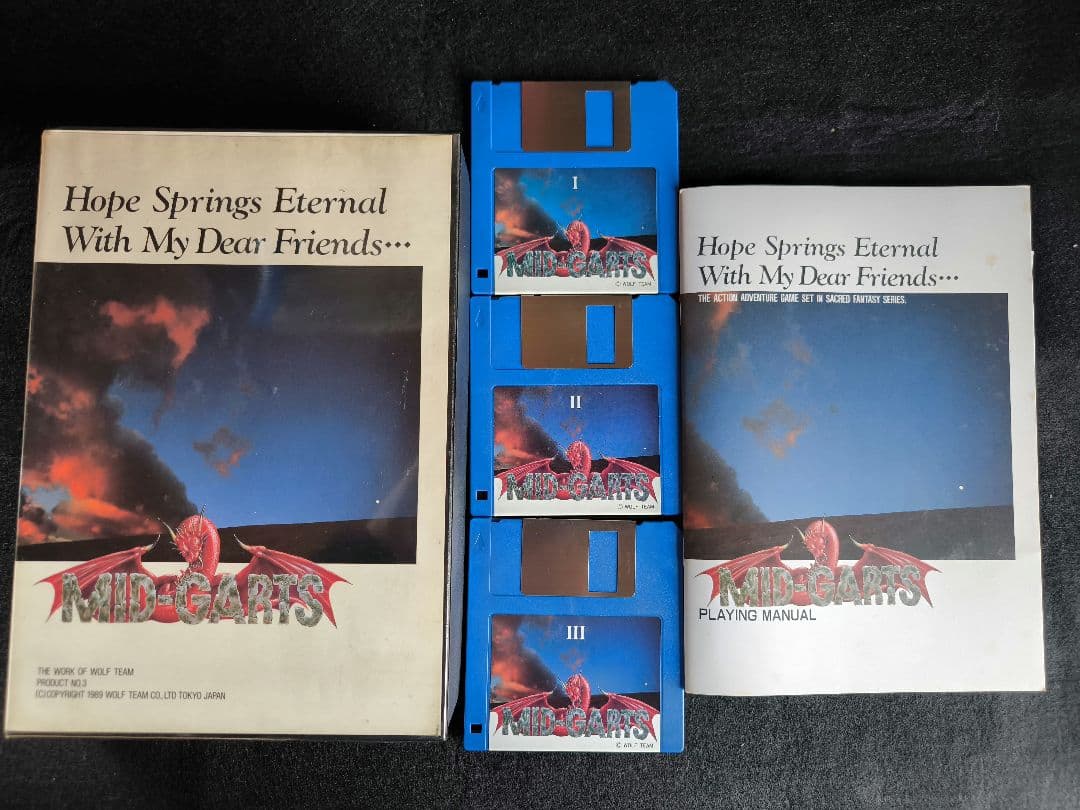 Hope Springs Eternal
With My Dear Friends…
MID-GARTS
THE WORK OF WOLF TEAM
PRODUCT NO.3
(C)COPYRIGHT 1989 WOLF TEAM CO.,LTD TOKYO JAPAN
I
MID-GARTS
© WOLF TEAM
II
MID-GARTS
© WOLF TEAM
III
MID-GARTS
© WOLF TEAM
Hope Springs Eternal
With My Dear Friends…
THE ACTION ADVENTURE GAME SET IN SACRED FANTASY SERIES.
MID-GARTS
PLAYING MANUAL